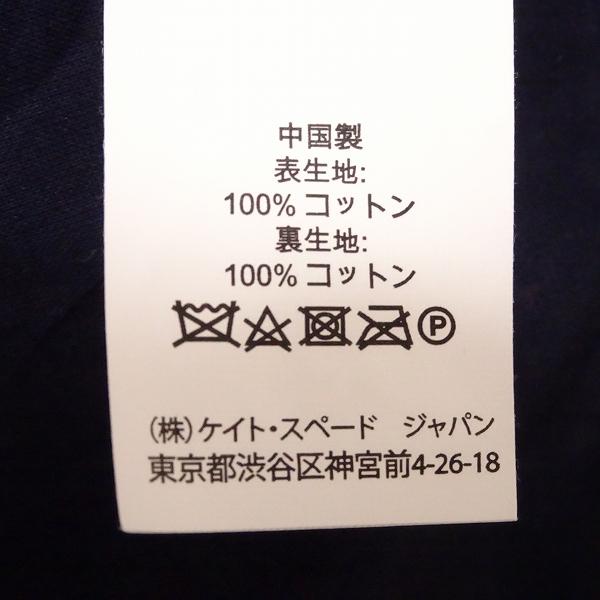 中国製
表生地:
100% コットン
裏生地:
100% コットン
P
(株)ケイト・スペード ジャパン
東京都渋谷区神宮前4-26-18